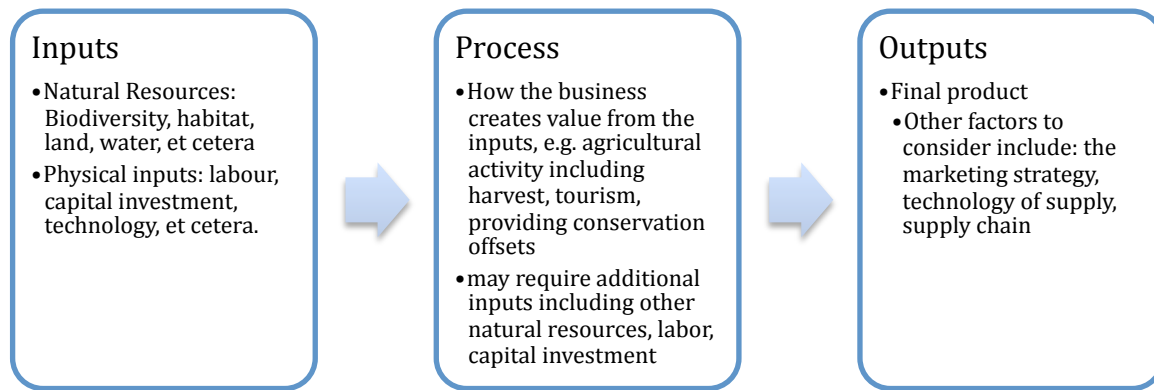 Inputs
•Natural Resources:
Biodiversity, habitat,
land, water, et cetera
•Physical inputs: labour,
capital investment,
technology, et cetera.
Process
•How the business
creates value from the
inputs, e.g. agricultural
activity including
harvest, tourism,
providing conservation
offsets
•may require additional
inputs including other
natural resources, labor,
capital investment
Outputs
•Final product
•Other factors to
consider include: the
marketing strategy,
technology of supply,
supply chain